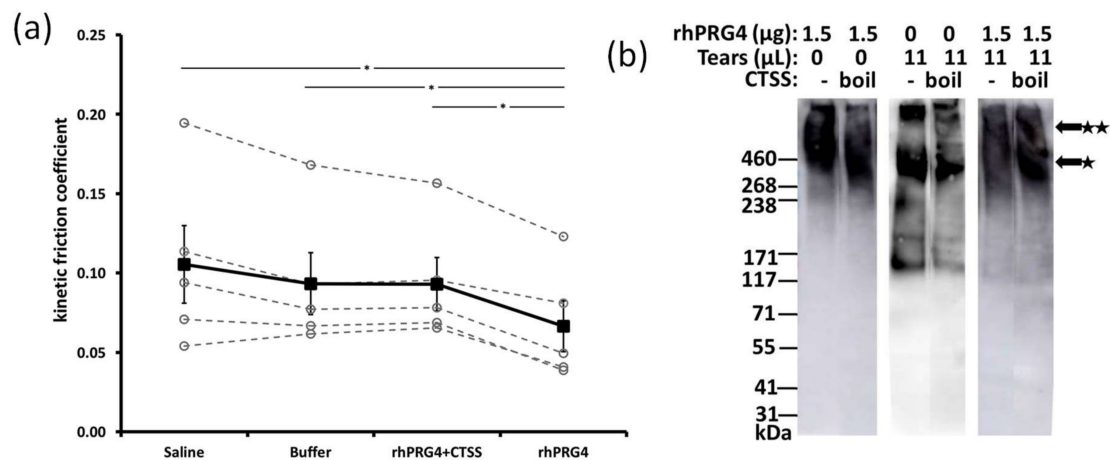 (a)
0.25
0.20
0.15
0.10
0.05
0.00
kinetic friction coefficient
* 
*
*
Saline Buffer rhPRG4+CTSS rhPRG4
(b)
rhPRG4 (μg): 1.5 1.5 0 0 1.5 1.5
Tears (μL): 0 0 11 11 11 11
CTSS: - boil - boil - boil
460
268
238
171
117
71
55
41
31
kDa
★★
★